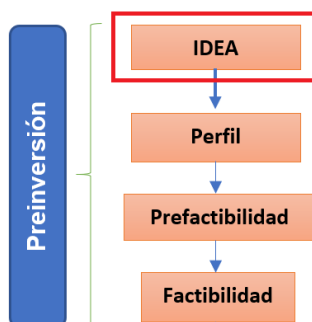 Preinversión
IDEA
Perfil
Prefactibilidad
Factibilidad